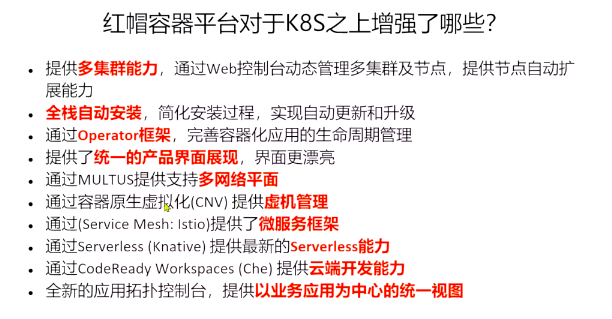 红帽容器平台对于K8S之上增强了哪些？
• 提供多集群能力，通过Web控制台动态管理多集群及节点，提供节点自动扩
展能力
• 全栈自动安装，简化安装过程，实现自动更新和升级
• 通过Operator框架，完善容器化应用的生命周期管理
• 提供了统一的产品界面展现，界面更漂亮
• 通过MULTUS提供支持多网络平面
• 通过容器原生虚拟化(CNV) 提供虚机管理
• 通过(Service Mesh: Istio)提供了微服务框架
• 通过Serverless (Knative) 提供最新的Serverless能力
• 通过CodeReady Workspaces (Che) 提供云端开发能力
• 全新的应用拓扑控制台，提供以业务应用为中心的统一视图